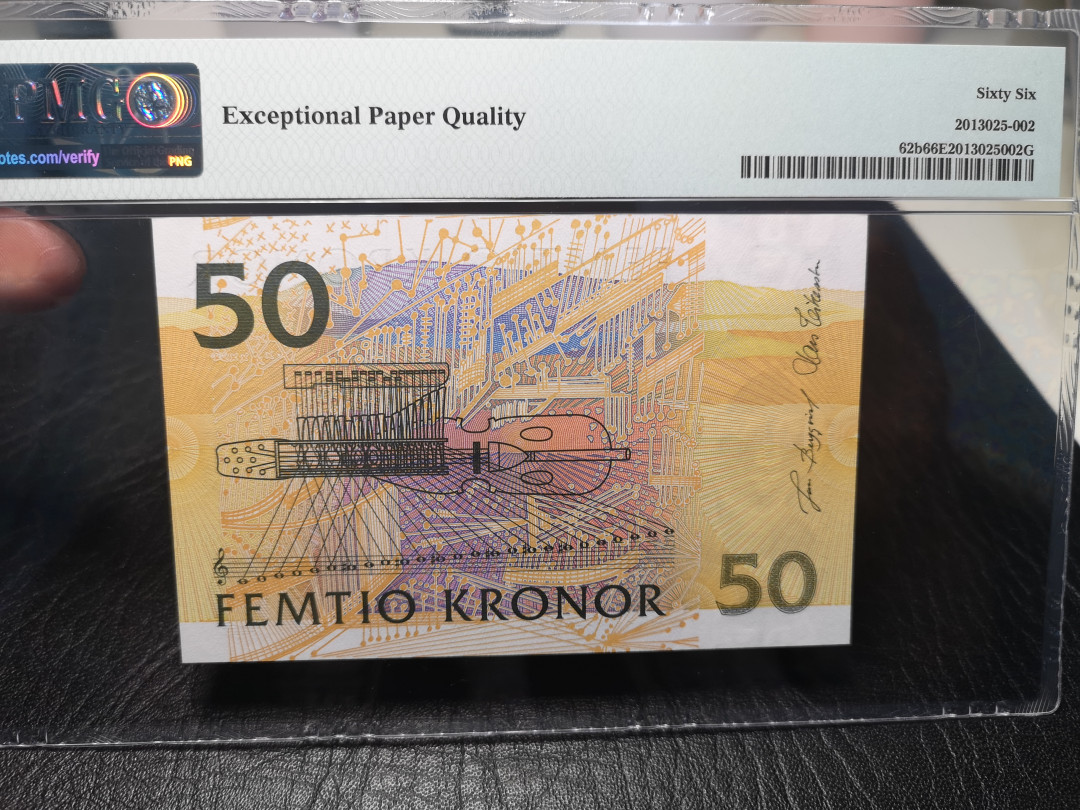 PMG
otes.com/verify
PNG
Exceptional Paper Quality
Sixty Six
2013025-002
62b66E2013025002G
50
FEMTIO KRONOR
50